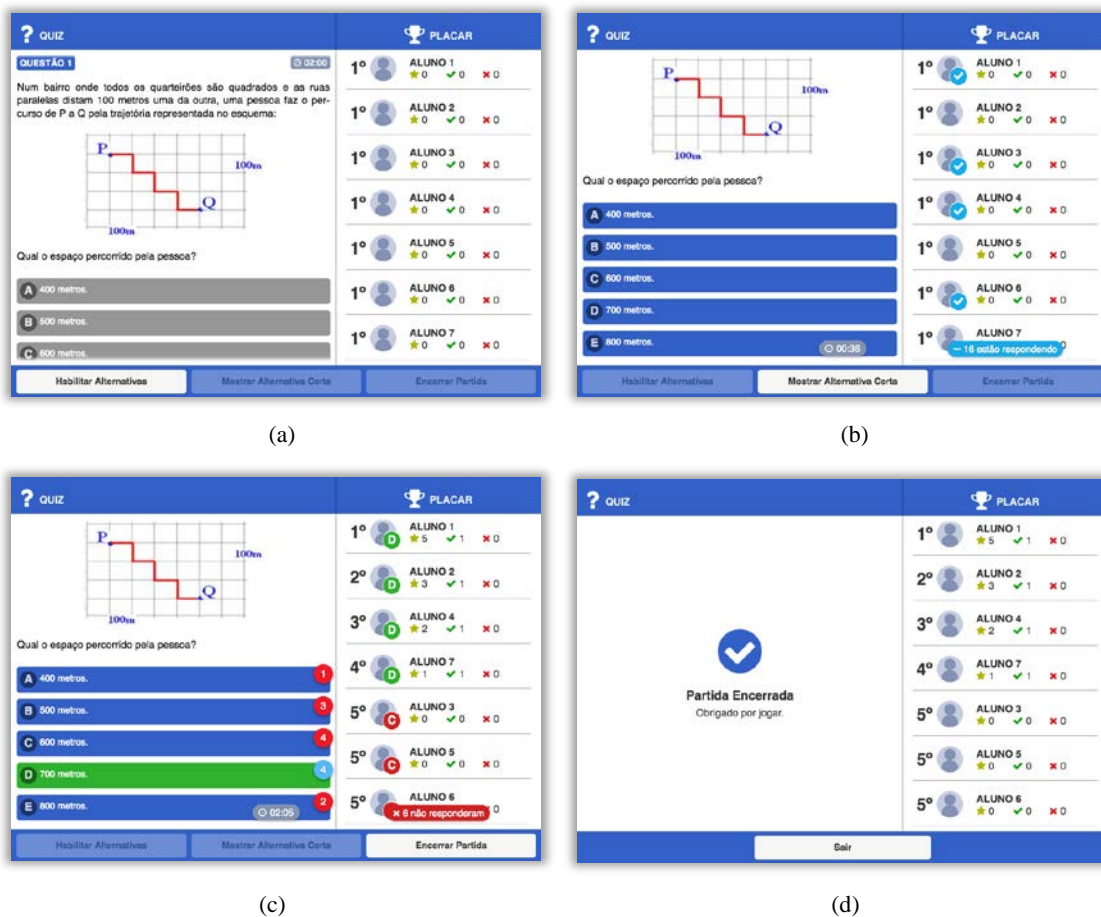 ? QUIZ
PLACAR
QUESTÃO 1
02:00
Num bairro onde todos os quarteirões são quadrados e as ruas
paralelas distam 100 metros uma da outra, uma pessoa faz o per-
curso de P a Q pela trajetória representada no esquema:
P
100m
Q
100m
Qual o espaço percorrido pela pessoa?
A 400 metros.
B 500 metros.
C 600 metros.
1º ALUNO 1
0 0 0
1º ALUNO 2
0 0 0
1º ALUNO 3
0 0 0
1º ALUNO 4
0 0 0
1º ALUNO 5
0 0 0
1º ALUNO 6
0 0 0
1º ALUNO 7
0 0 0
Habilitar Alternativas
Mostrar Alternativa Certa
Encerrar Partida
(a)
? QUIZ
PLACAR
P
100m
Q
100m
Qual o espaço percorrido pela pessoa?
A 400 metros.
B 500 metros.
C 600 metros.
D 700 metros.
E 800 metros.
00:36
1º ALUNO 1
0 0 0
1º ALUNO 2
0 0 0
1º ALUNO 3
0 0 0
1º ALUNO 4
0 0 0
1º ALUNO 5
0 0 0
1º ALUNO 6
0 0 0
1º ALUNO 7
16 estão respondendo
Habilitar Alternativas
Mostrar Alternativa Certa
Encerrar Partida
(b)
? QUIZ
PLACAR
P
100m
Q
100m
Qual o espaço percorrido pela pessoa?
A 400 metros. 1
B 500 metros. 3
C 600 metros. 4
D 700 metros. 4
E 800 metros. 2
02:05
1º D ALUNO 1
5 1 0
2º D ALUNO 2
3 1 0
3º D ALUNO 4
2 1 0
4º D ALUNO 7
1 1 0
5º C ALUNO 3
0 0 0
5º C ALUNO 5
0 0 0
5º ALUNO 6
6 não responderam 0
Habilitar Alternativas
Mostrar Alternativa Certa
Encerrar Partida
(c)
? QUIZ
PLACAR
Partida Encerrada
Obrigado por jogar.
1º ALUNO 1
5 1 0
2º ALUNO 2
3 1 0
3º ALUNO 4
2 1 0
4º ALUNO 7
1 1 0
5º ALUNO 3
0 0 0
5º ALUNO 5
0 0 0
5º ALUNO 6
0 0 0
Sair
(d)